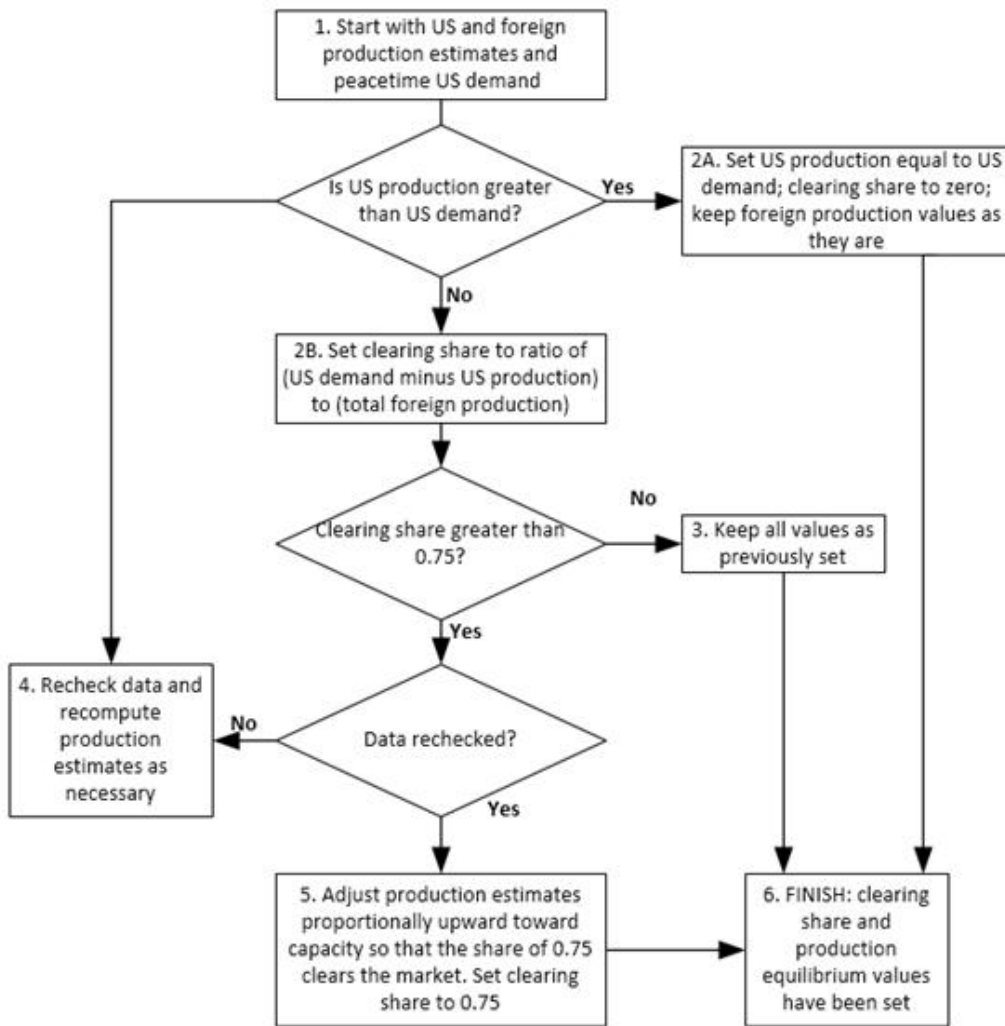 1. Start with US and foreign
production estimates and
peacetime US demand
Is US production greater
than US demand?
Yes
2A. Set US production equal to US
demand; clearing share to zero;
keep foreign production values as
they are
No
2B. Set clearing share to ratio of
(US demand minus US production)
to (total foreign production)
Clearing share greater than
0.75?
No
3. Keep all values as
previously set
Yes
4. Recheck data and
recompute
production
estimates as
necessary
No
Data rechecked?
Yes
5. Adjust production estimates
proportionally upward toward
capacity so that the share of 0.75
clears the market. Set clearing
share to 0.75
6. FINISH: clearing
share and
production
equilibrium values
have been set